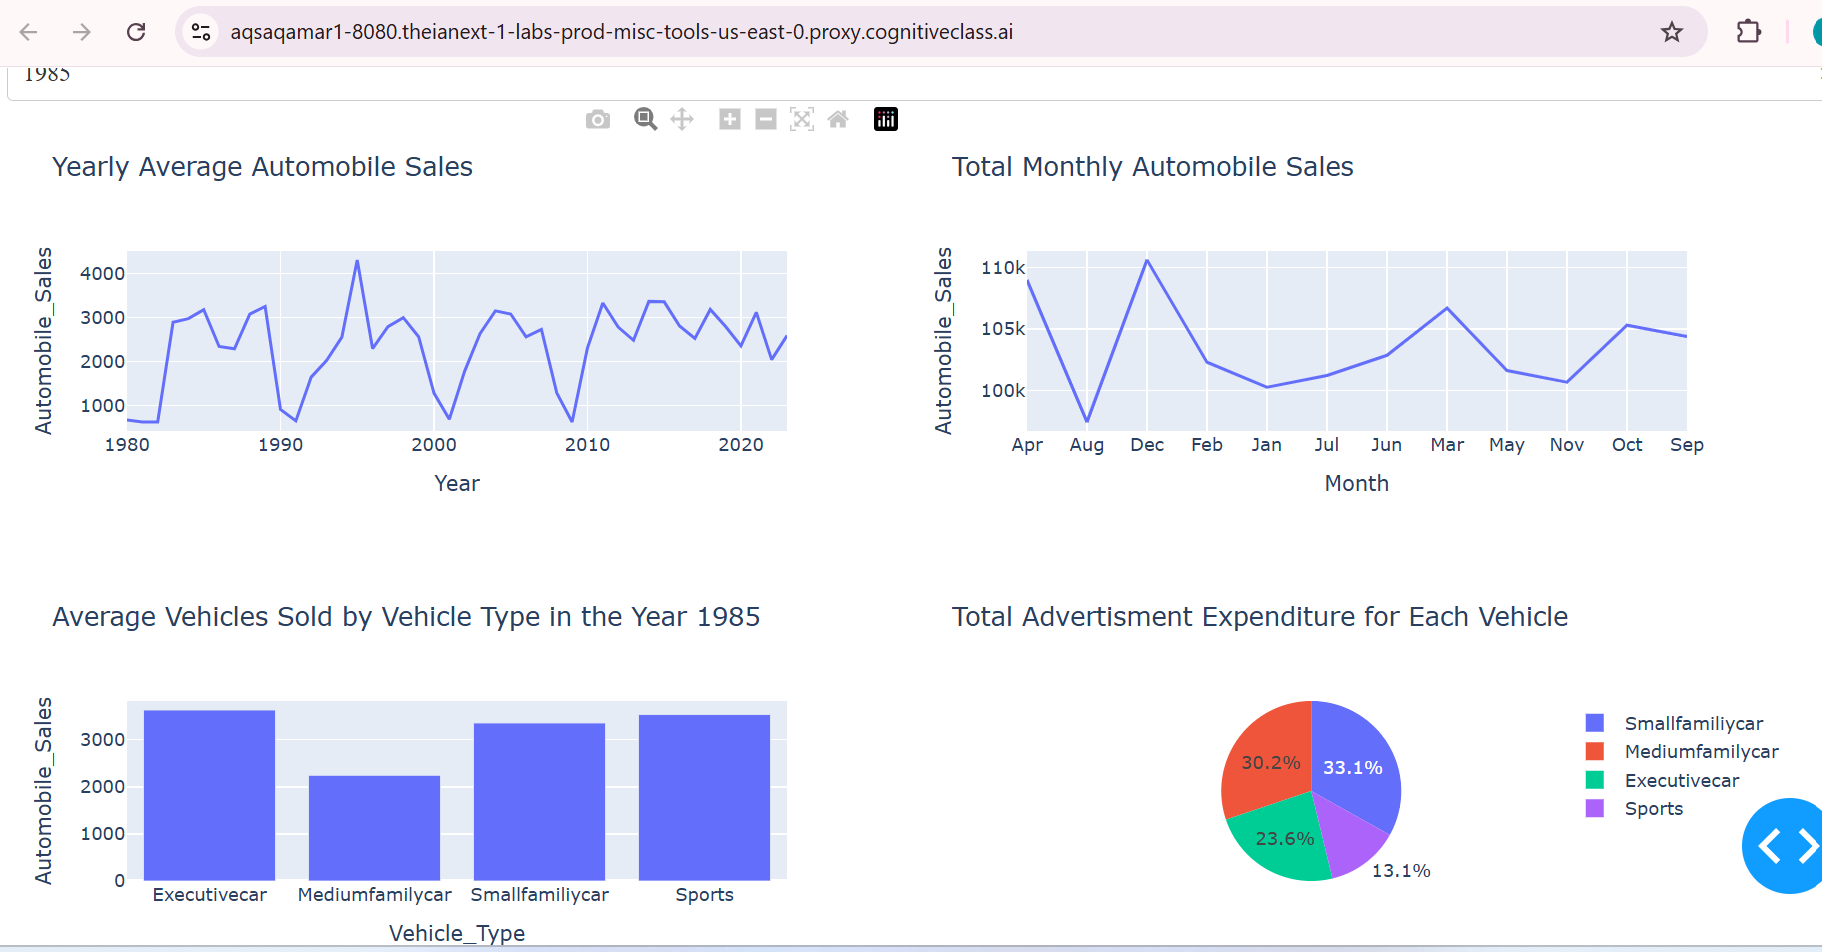 aqsaqamar1-8080.theianext-1-labs-prod-misc-tools-us-east-0.proxy.cognitiveclass.ai
1985
Yearly Average Automobile Sales
Automobile_Sales
4000
3000
2000
1000
1980 1990 2000 2010 2020
Year
Total Monthly Automobile Sales
Automobile_Sales
110k
105k
100k
Apr Aug Dec Feb Jan Jul Jun Mar May Nov Oct Sep
Month
Average Vehicles Sold by Vehicle Type in the Year 1985
Automobile_Sales
3000
2000
1000
0
Executivecar Mediumfamilycar Smallfamiliycar Sports
Vehicle_Type
Total Advertisment Expenditure for Each Vehicle
30.2%
33.1%
23.6%
13.1%
Smallfamiliycar
Mediumfamilycar
Executivecar
Sports